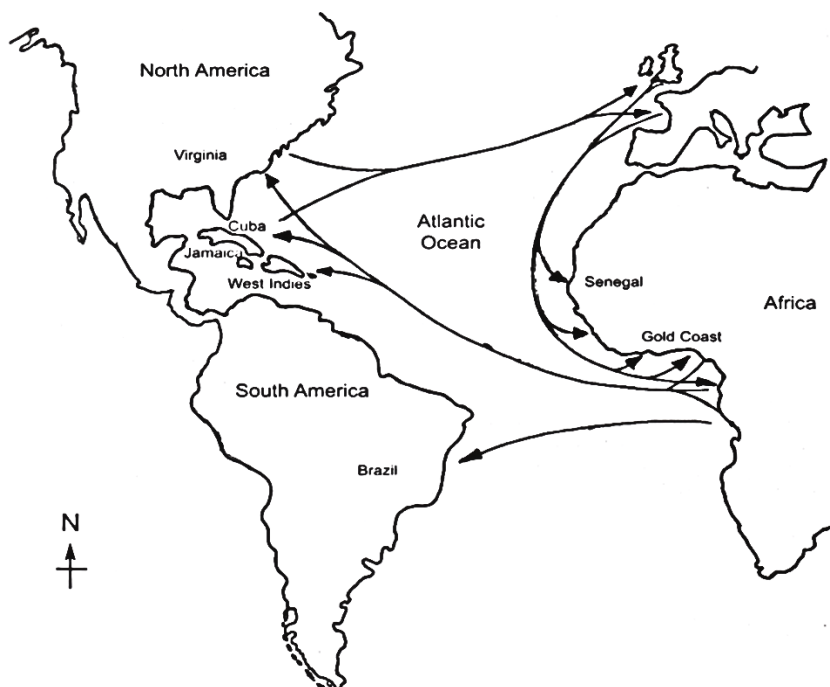 North America
Virginia
Cuba
Jamaica
West Indies
Atlantic
Ocean
Senegal
Africa
Gold Coast
South America
Brazil
N